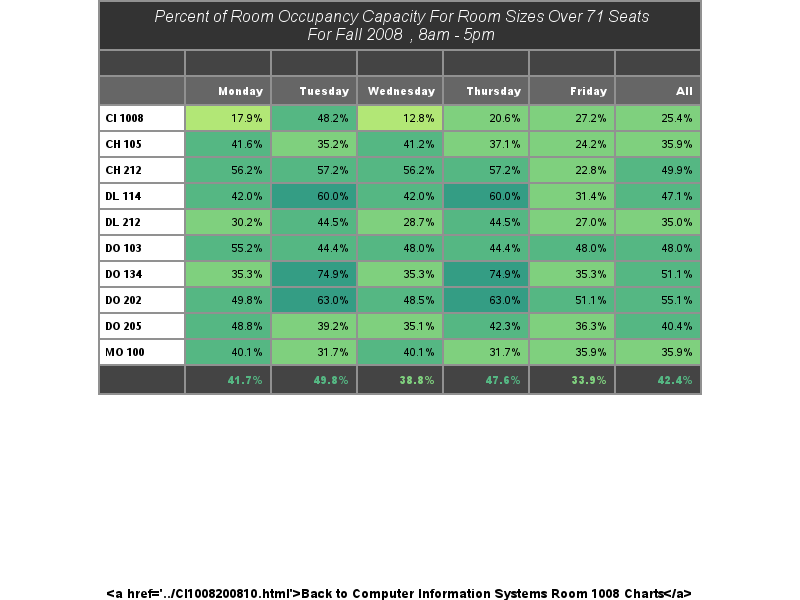 Percent of Room Occupancy Capacity For Room Sizes Over 71 Seats
For Fall 2008 , 8am - 5pm
Monday Tuesday Wednesday Thursday Friday All
CI 1008 17.9% 48.2% 12.8% 20.6% 27.2% 25.4%
CH 105 41.6% 35.2% 41.2% 37.1% 24.2% 35.9%
CH 212 56.2% 57.2% 56.2% 57.2% 22.8% 49.9%
DL 114 42.0% 60.0% 42.0% 60.0% 31.4% 47.1%
DL 212 30.2% 44.5% 28.7% 44.5% 27.0% 35.0%
DO 103 55.2% 44.4% 48.0% 44.4% 48.0% 48.0%
DO 134 35.3% 74.9% 35.3% 74.9% 35.3% 51.1%
DO 202 49.8% 63.0% 48.5% 63.0% 51.1% 55.1%
DO 205 48.8% 39.2% 35.1% 42.3% 36.3% 40.4%
MO 100 40.1% 31.7% 40.1% 31.7% 35.9% 35.9%
41.7% 49.8% 38.8% 47.6% 33.9% 42.4%
<a href='../CI1008200810.html'>Back to Computer Information Systems Room 1008 Charts</a>